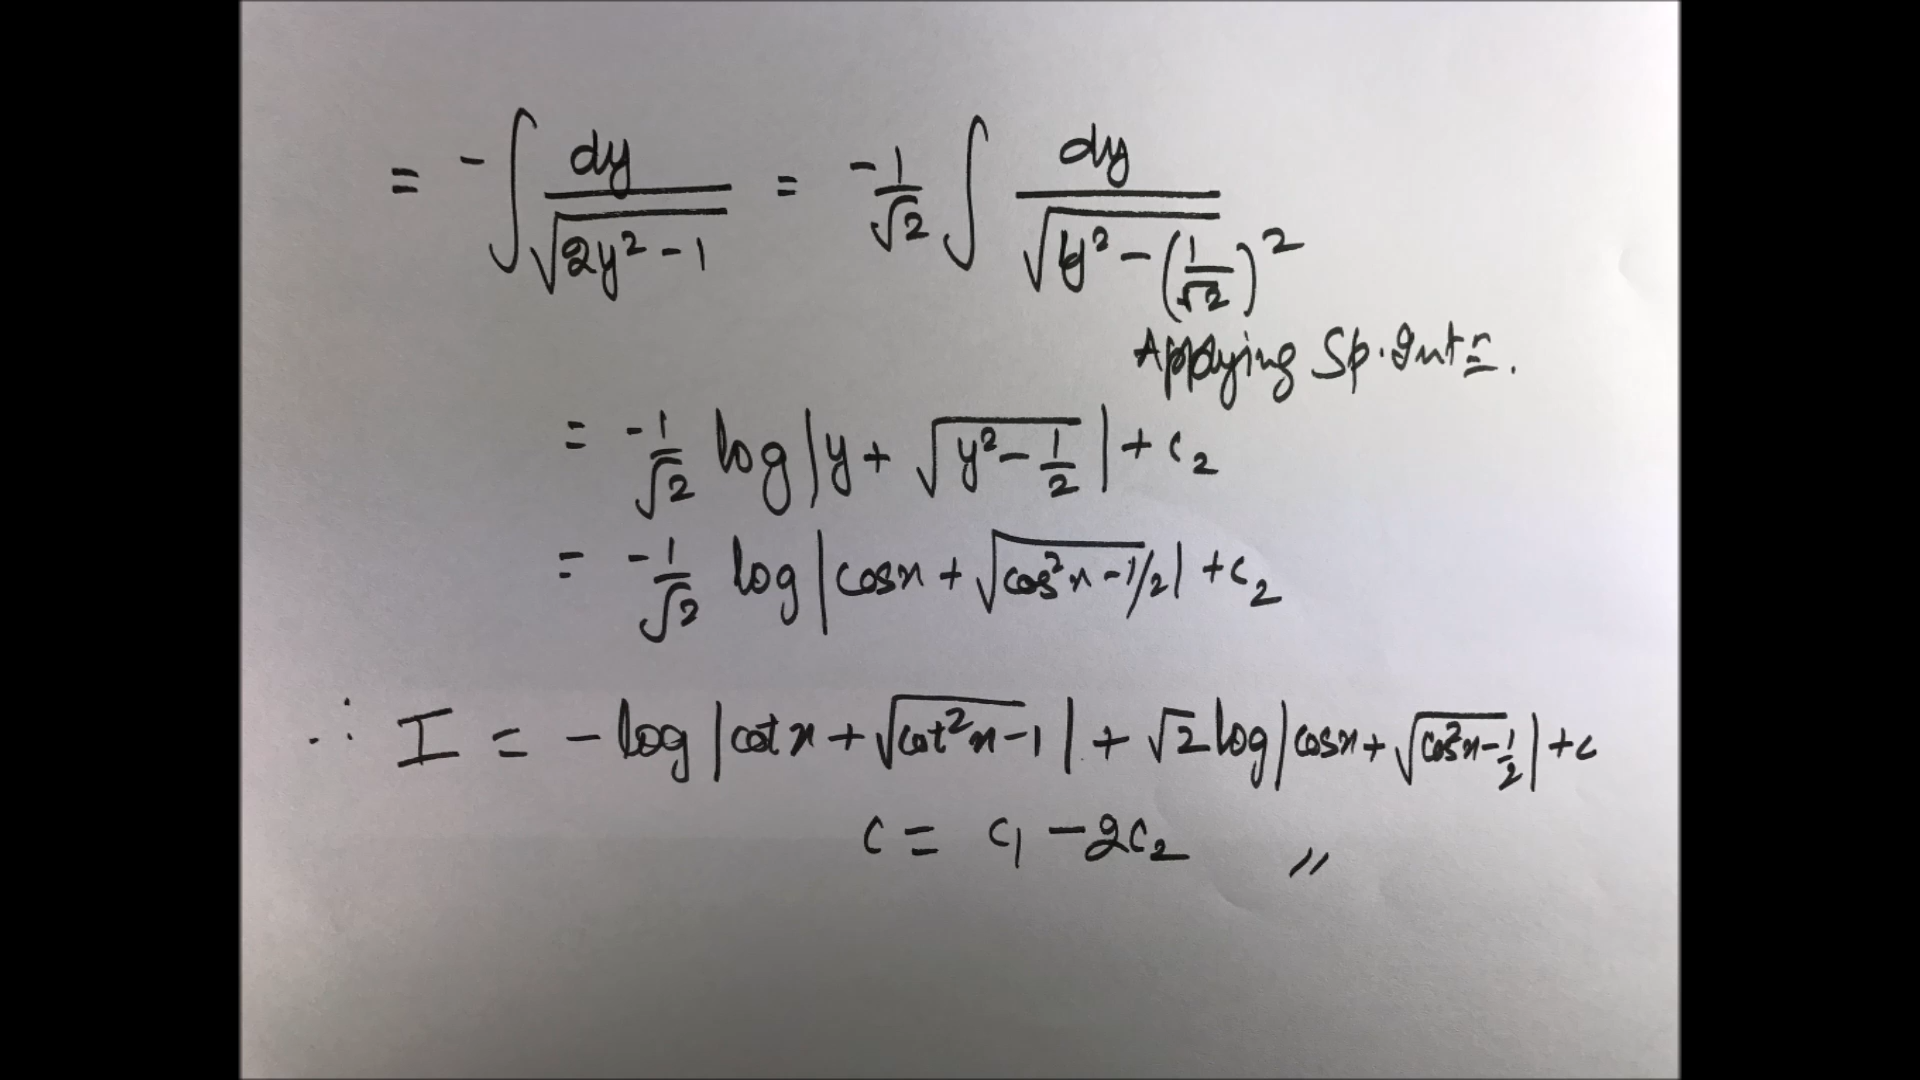 = -∫ dy/√(2y² - 1) = -1/√2 ∫ dy/√(y² - (1/√2)²)
Applying Sp. Int=.
= -1/√2 log|y + √(y² - 1/2)| + c₂
= -1/√2 log|cosx + √(cos²x - 1/2)| + c₂
∴ I = -log|cotx + √(cot²x - 1)| + √2 log|cosx + √(cos²x - 1/2)| + c
c = c₁ - 2c₂ //